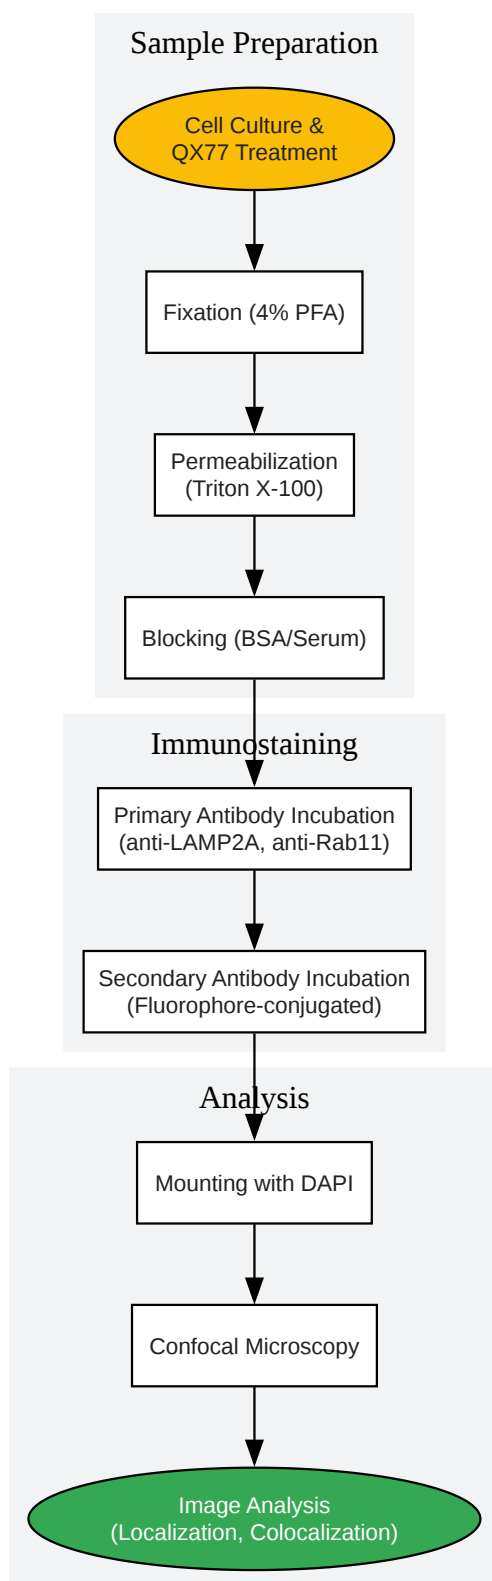 Sample Preparation
Cell Culture &
QX77 Treatment
Fixation (4% PFA)
Permeabilization
(Triton X-100)
Blocking (BSA/Serum)
Immunostaining
Primary Antibody Incubation
(anti-LAMP2A, anti-Rab11)
Secondary Antibody Incubation
(Fluorophore-conjugated)
Analysis
Mounting with DAPI
Confocal Microscopy
Image Analysis
(Localization, Colocalization)